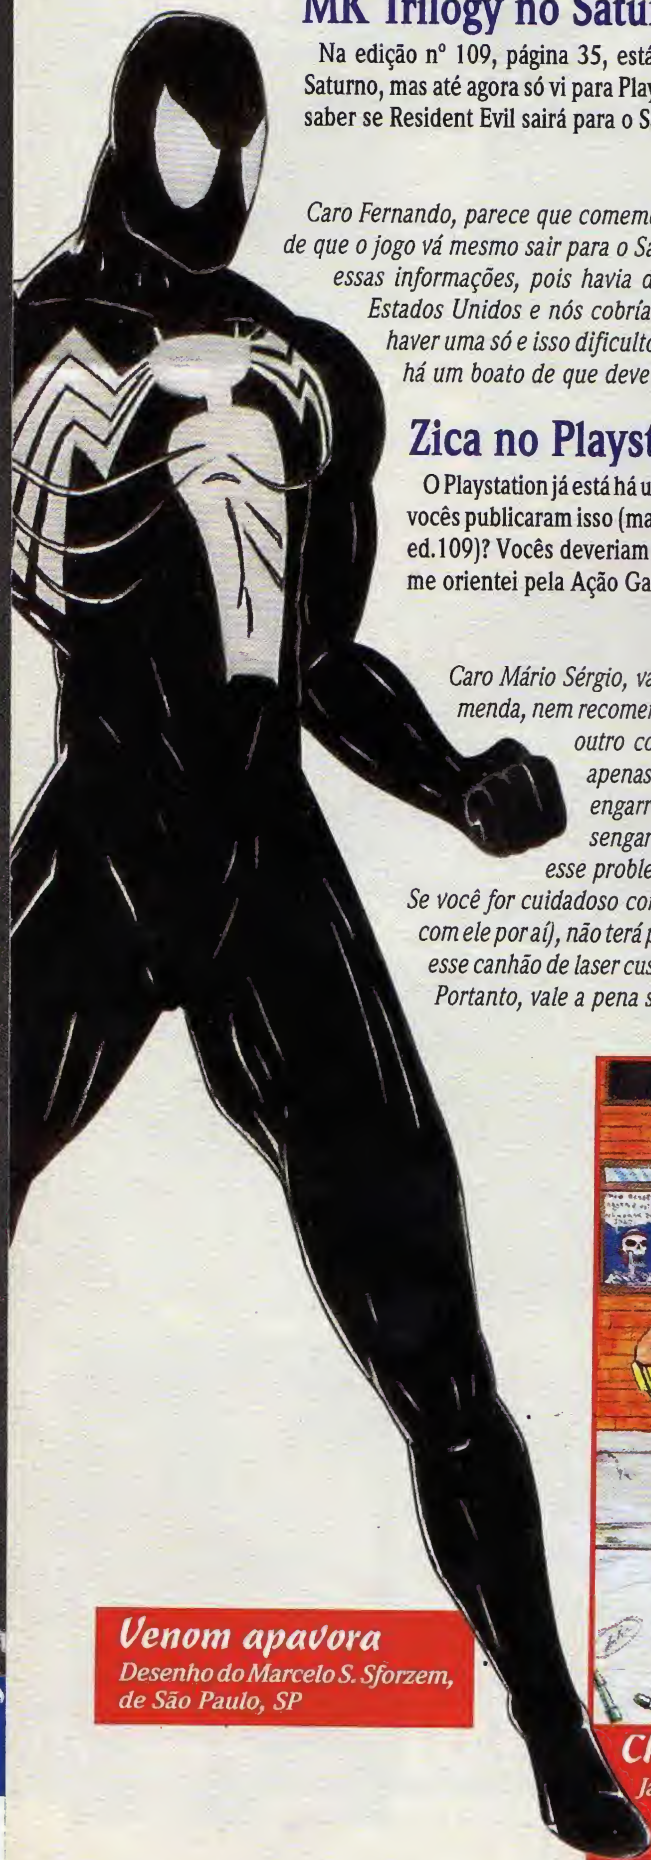 MK Trilogy no Satu
Na edição nº 109, página 35, está
Saturno, mas até agora só vi para Play
saber se Resident Evil sairá para o S
Caro Fernando, parece que comem
de que o jogo vá mesmo sair para o Sa
essas informações, pois havia d
Estados Unidos e nós cobría
haver uma só e isso dificulto
há um boato de que deve
Zica no Playst
O Playstation já está há u
vocês publicaram isso (ma
ed.109)? Vocês deveriam
me orientei pela Ação Ga
Caro Mário Sérgio, va
menda, nem recomen
outro co
apenas
engarr
sengar
esse proble
Se você for cuidadoso co
com ele por aí), não terá p
esse canhão de laser cus
Portanto, vale a pena s
Venom apavora
Desenho do Marcelo S. Sforzem,
de São Paulo, SP